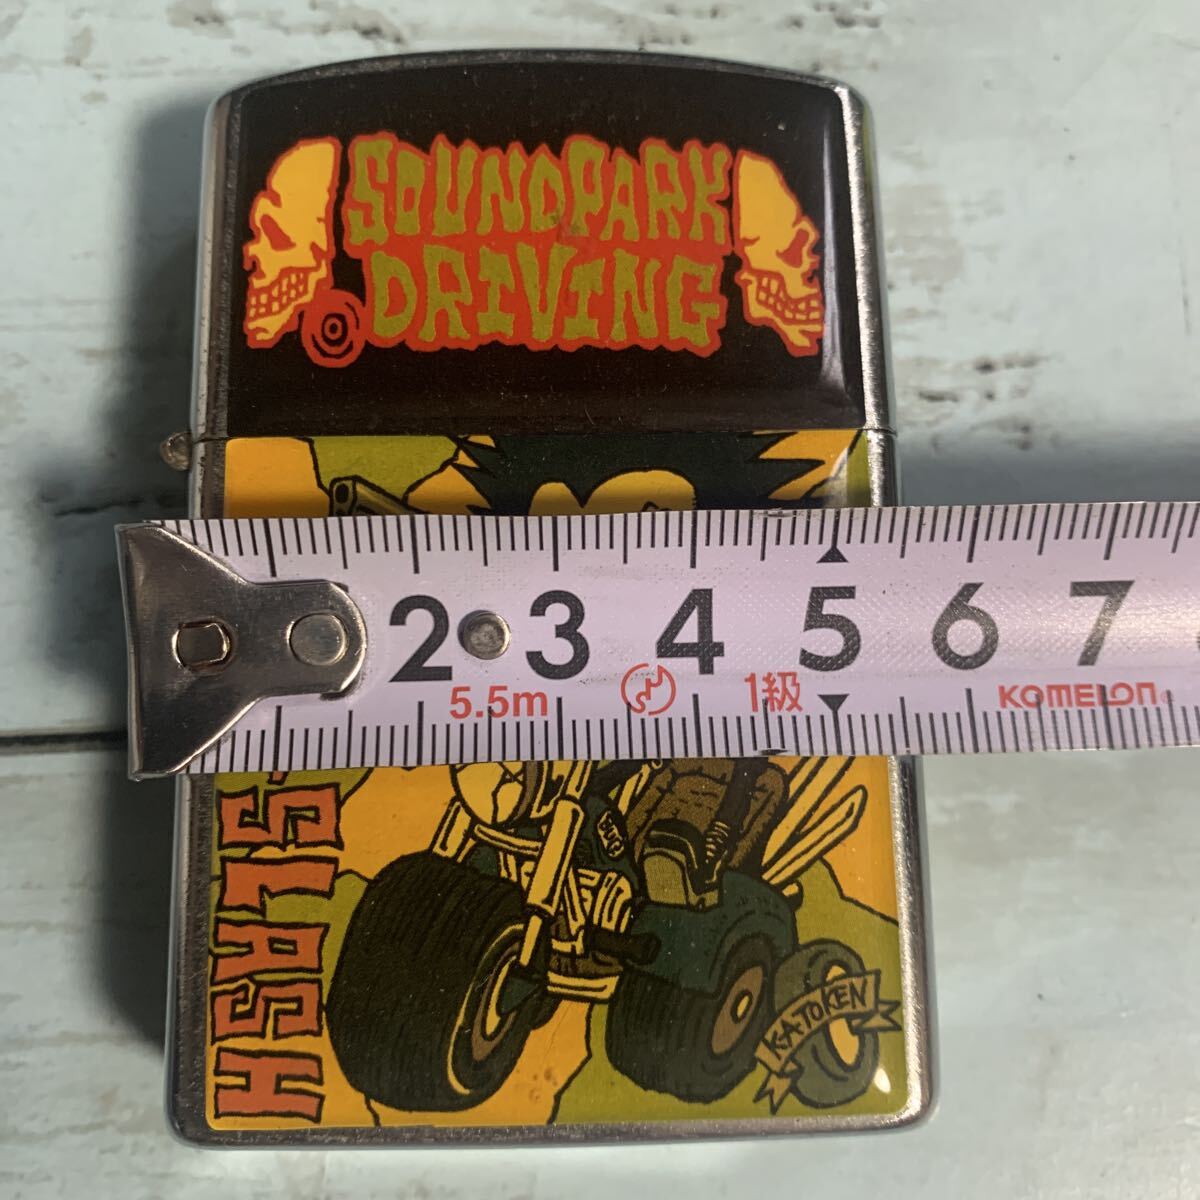 SOUNDPARK
DRIVING
2 3 4 5 6 7
5.5m 1級 KOMELON
SLASH
KATOKEN